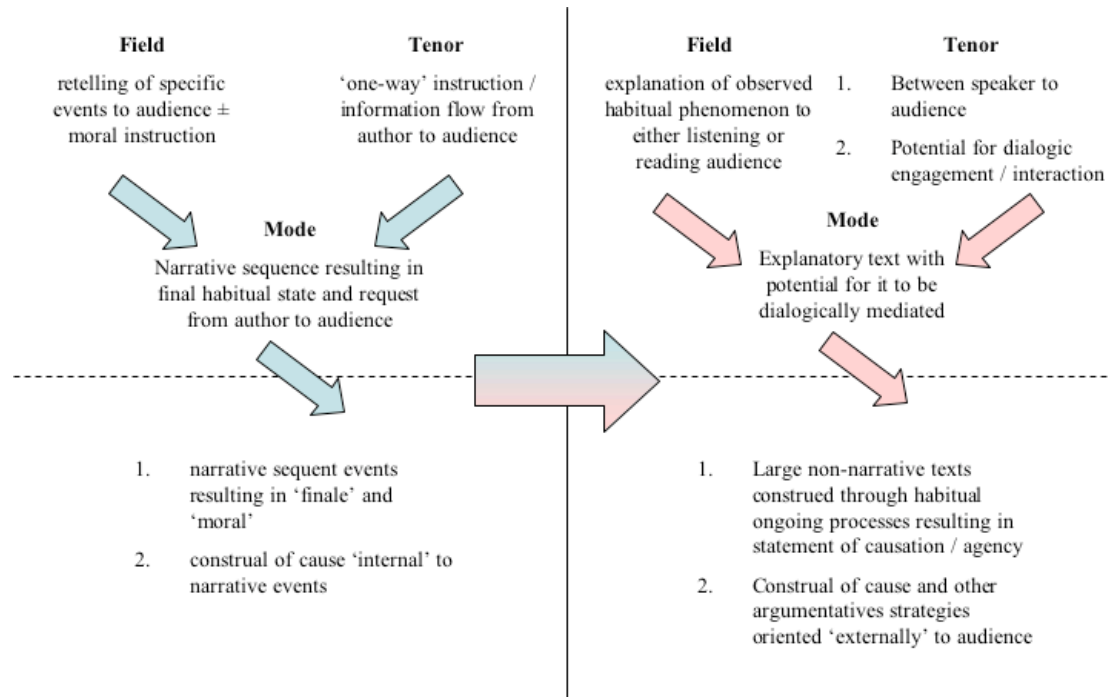 Field
retelling of specific
events to audience ±
moral instruction
Tenor
‘one-way’ instruction /
information flow from
author to audience
Mode
Narrative sequence resulting in
final habitual state and request
from author to audience
1. narrative sequent events
resulting in ‘finale’ and
‘moral’
2. construal of cause ‘internal’ to
narrative events
Field
explanation of observed
habitual phenomenon to
either listening or
reading audience
Tenor
1. Between speaker to
audience
2. Potential for dialogic
engagement / interaction
Mode
Explanatory text with
potential for it to be
dialogically mediated
1. Large non-narrative texts
construed through habitual
ongoing processes resulting in
statement of causation / agency
2. Construal of cause and other
argumentatives strategies
oriented ‘externally’ to audience